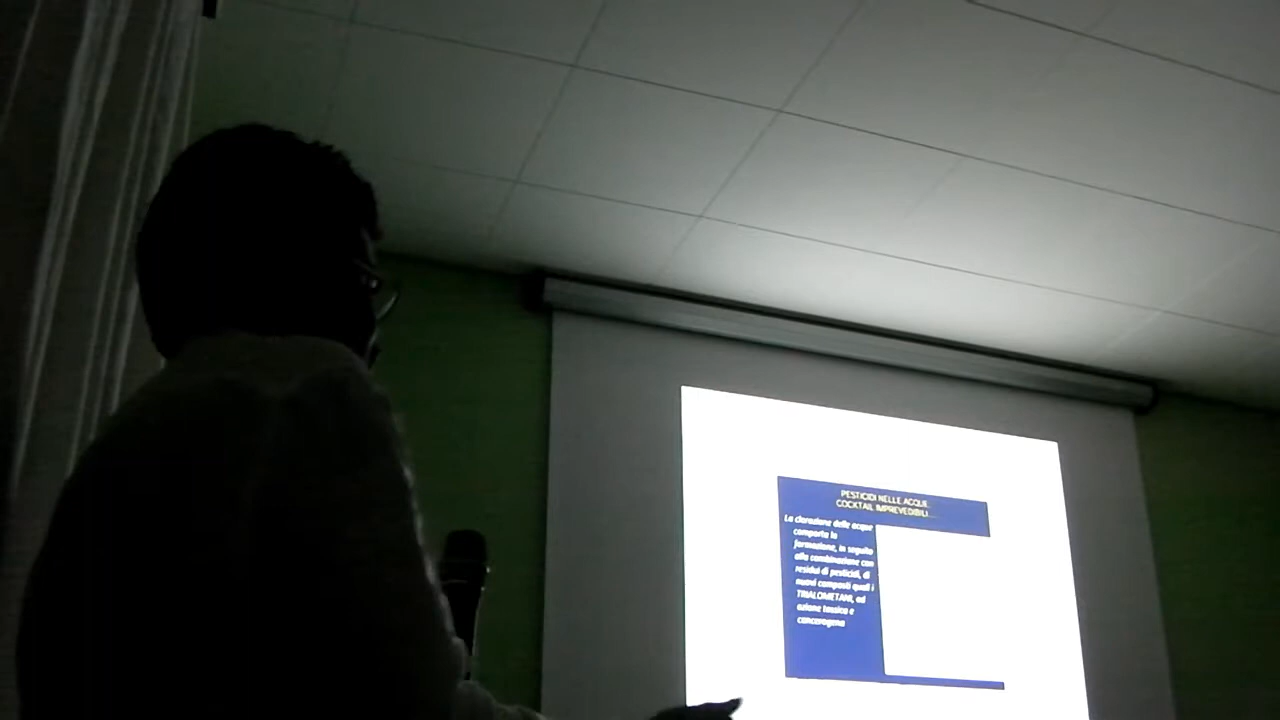 PESTICIDI NELLE ACQUE.
COCKTAIL IMPREVEDIBILI...
La clorazione delle acque
comporta la
formazione, in seguito
alla combinazione con
residui di pesticidi, di
nuovi composti quali i
TRIALOMETANI, ad
azione tossica e
cancerogena